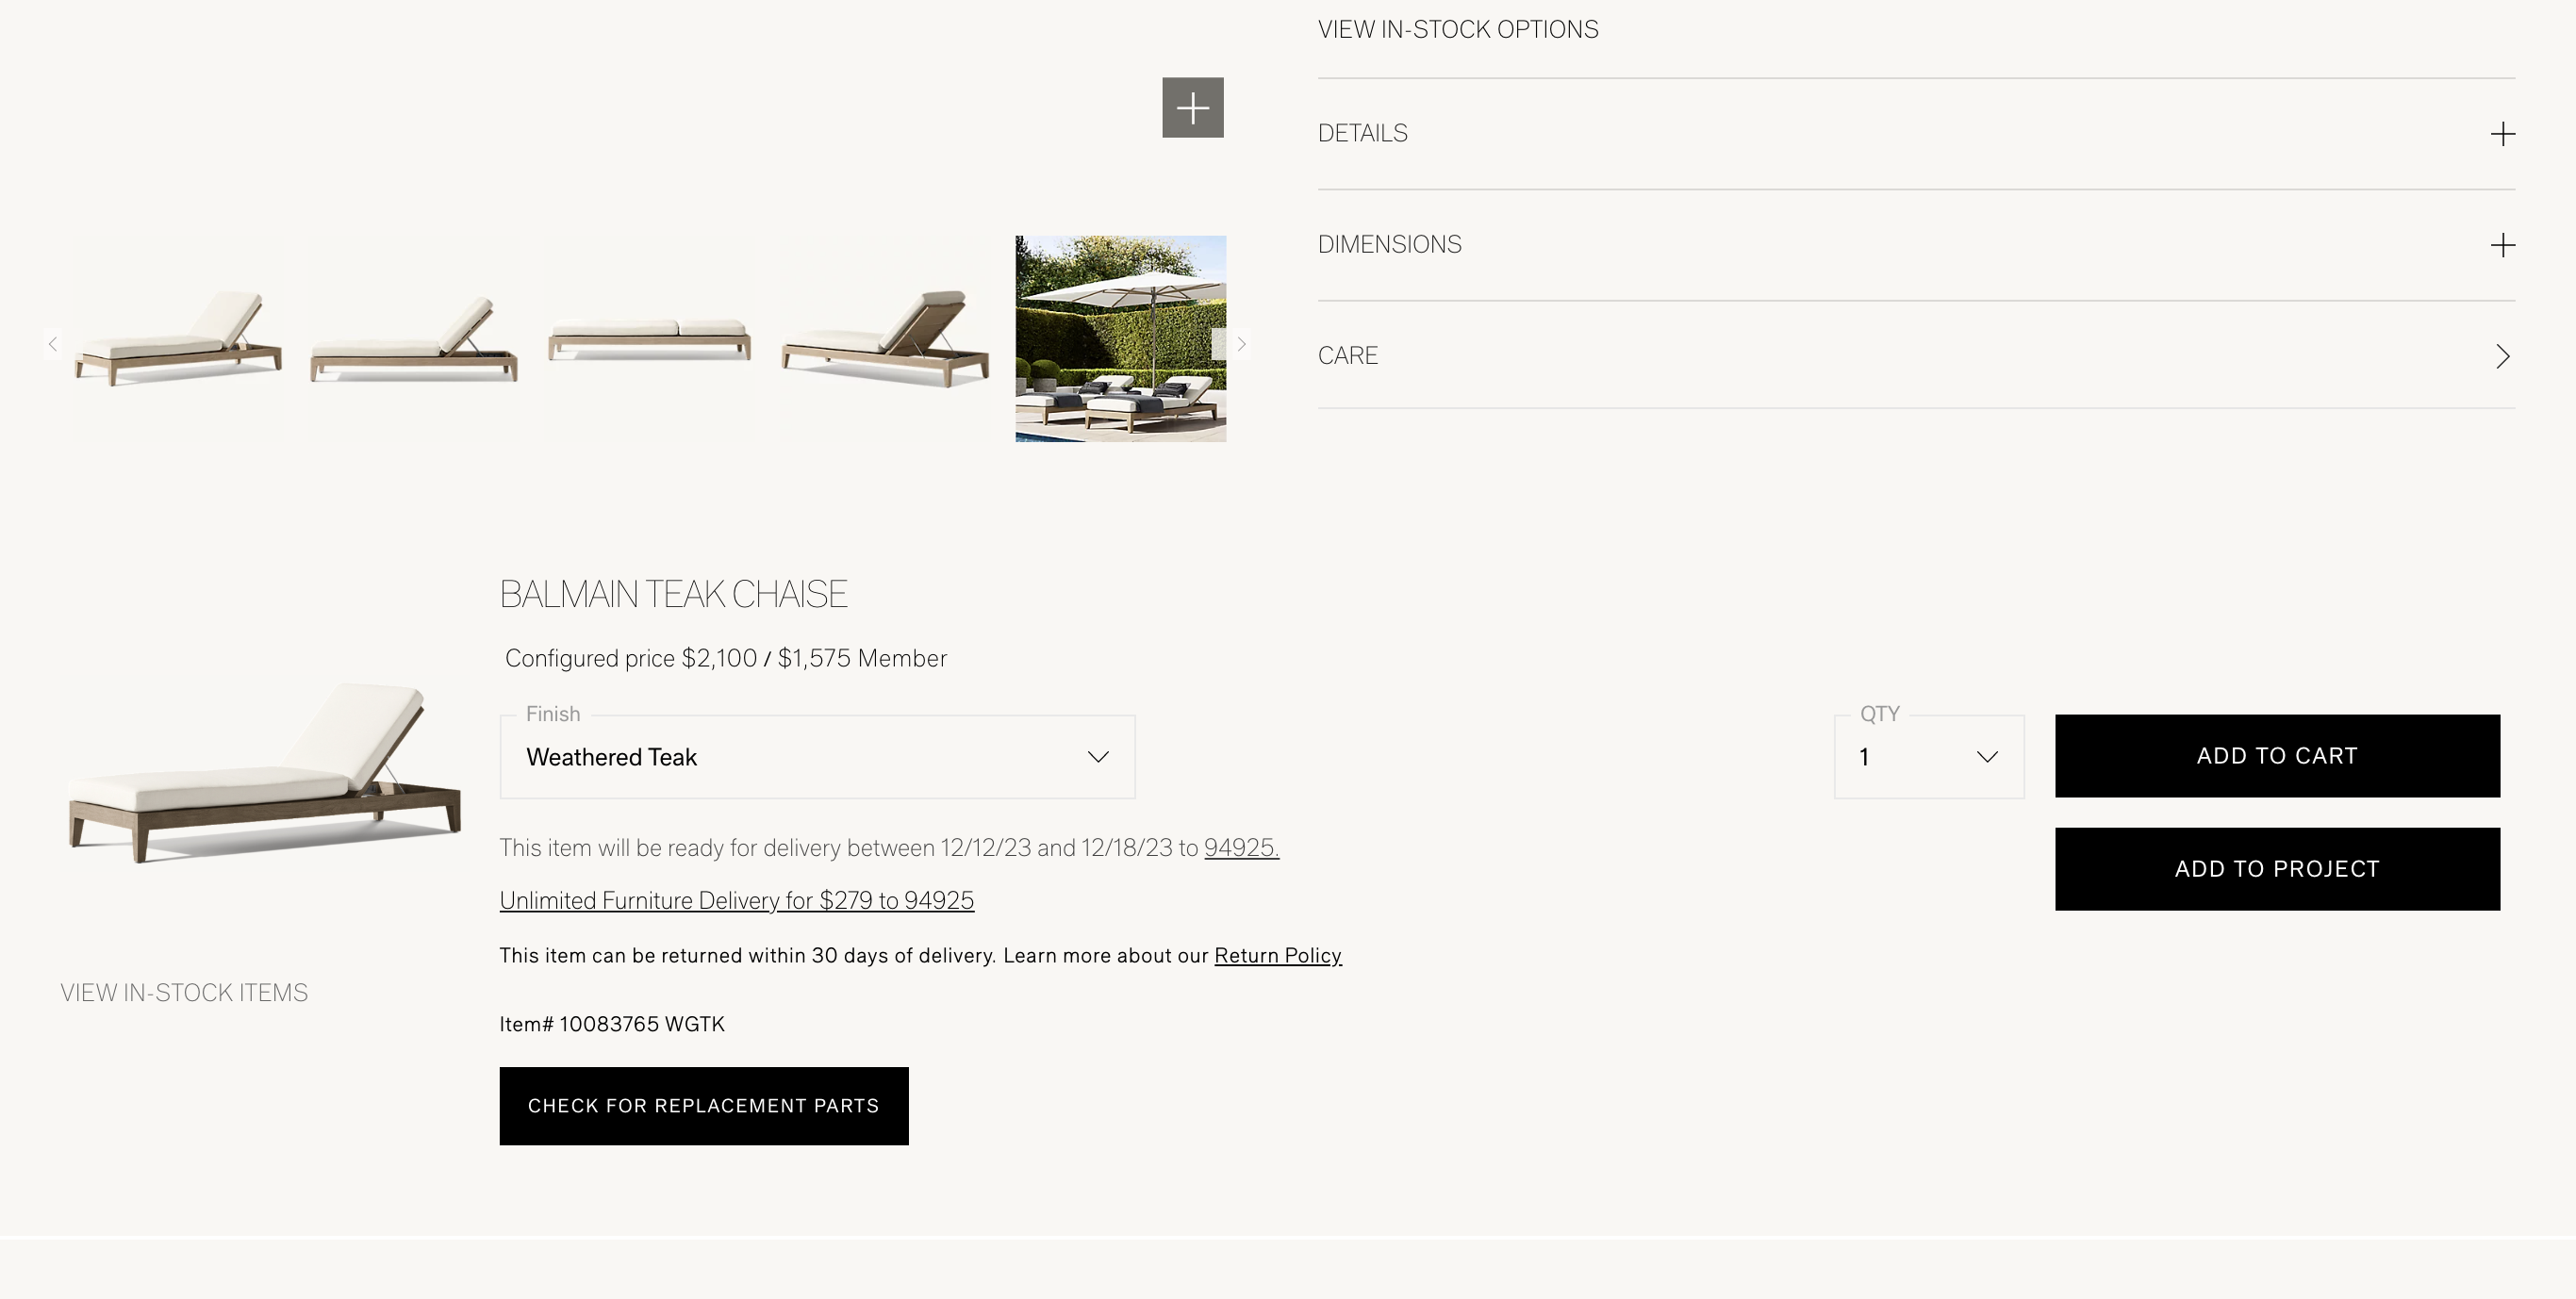 VIEW IN-STOCK OPTIONS
DETAILS
DIMENSIONS
CARE
BALMAIN TEAK CHAISE
Configured price $2,100 / $1,575 Member
Finish
Weathered Teak
QTY
1
ADD TO CART
ADD TO PROJECT
This item will be ready for delivery between 12/12/23 and 12/18/23 to 94925.
Unlimited Furniture Delivery for $279 to 94925
This item can be returned within 30 days of delivery. Learn more about our Return Policy
VIEW IN-STOCK ITEMS
Item# 10083765 WGTK
CHECK FOR REPLACEMENT PARTS